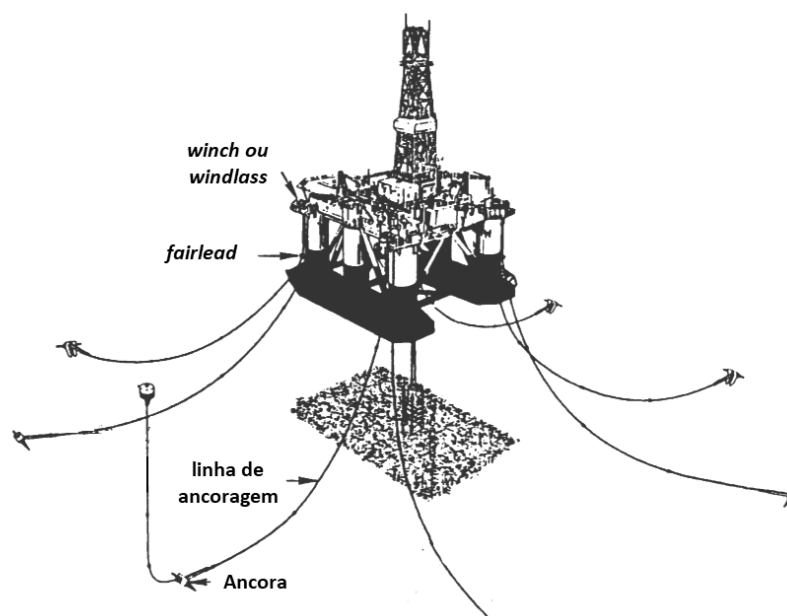 winch ou
windlass
fairlead
linha de
ancoragem
Ancora